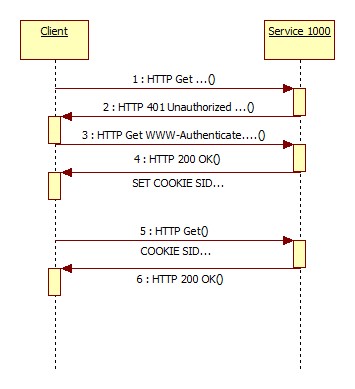 Client
Service 1000
1 : HTTP Get ...()
2 : HTTP 401 Unauthorized ...()
3 : HTTP Get WWW-Authenticate....()
4 : HTTP 200 OK()
SET COOKIE SID...
5 : HTTP Get()
COOKIE SID...
6 : HTTP 200 OK()